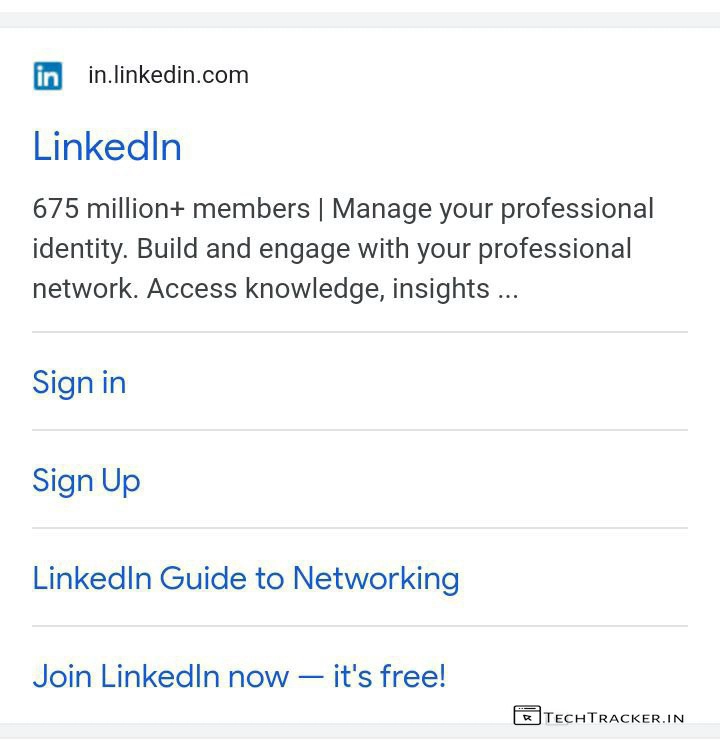 in
in.linkedin.com
LinkedIn
675 million+ members | Manage your professional
identity. Build and engage with your professional
network. Access knowledge, insights ...
Sign in
Sign Up
LinkedIn Guide to Networking
Join LinkedIn now — it's free!
TECHTRACKER.IN